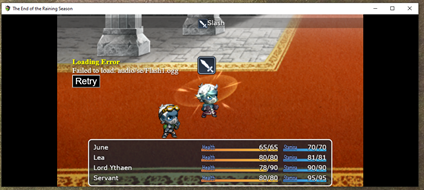 The End of the Raining Season
Slash
Loading Error
Failed to load: audio/se/Flash1.ogg
Retry
June Health 65/65 Stamina 70/70
Lea Health 80/80 Stamina 81/81
Lord Ythaen Health 78/90 Stamina 90/90
Servant Health 80/80 Stamina 95/95